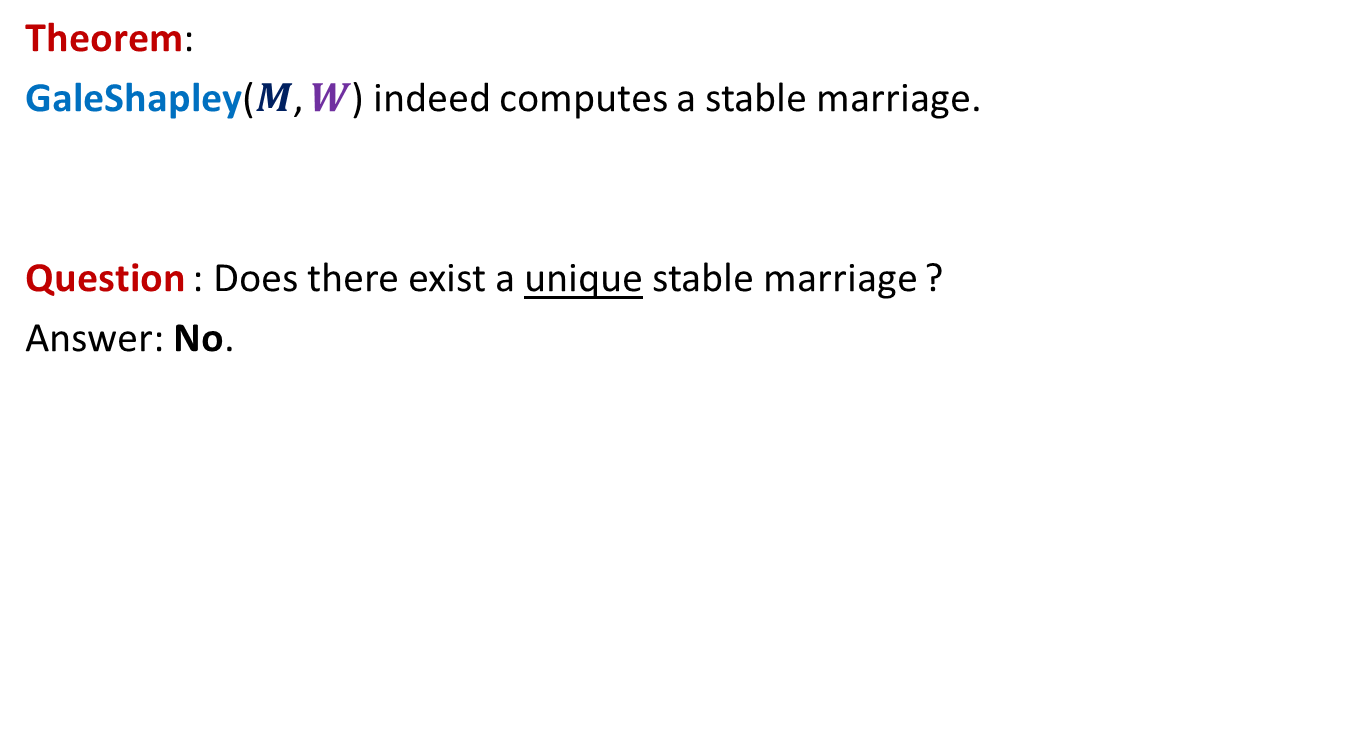 Theorem:
GaleShapley(M, W) indeed computes a stable marriage.
Question : Does there exist a unique stable marriage ?
Answer: No.